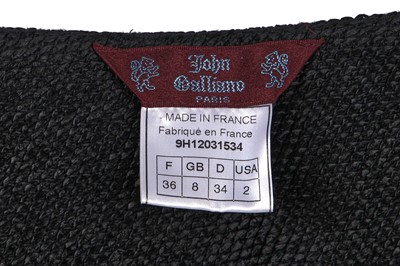 John
Galliano
PARIS
MADE IN FRANCE
Fabriqué en France
9H12031534
F GB D USA
36 8 34 2